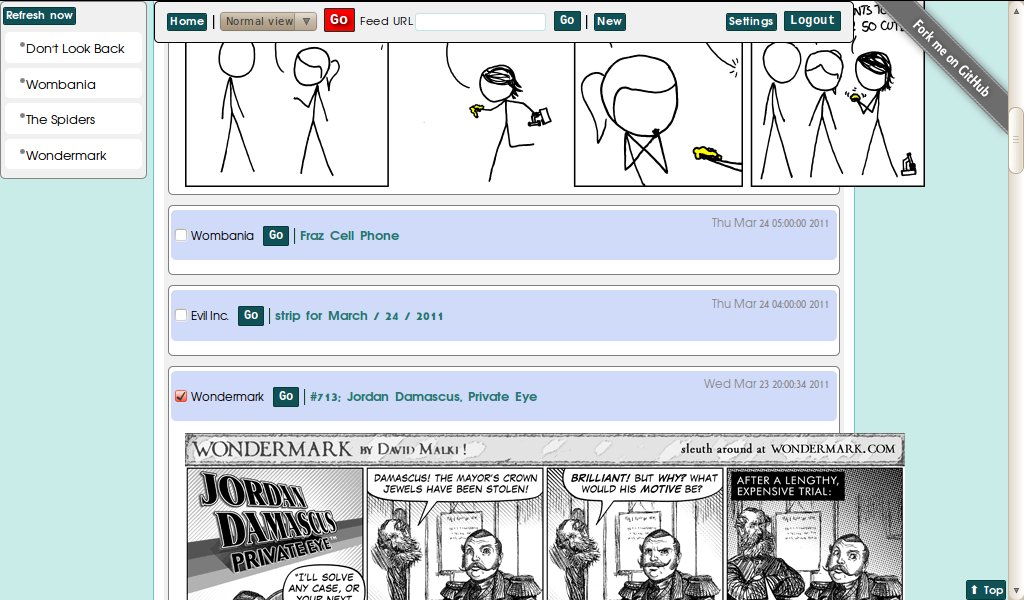 Refresh now
Don't Look Back
Wombania
The Spiders
Wondermark
Home | Normal view Go Feed URL Go | New Settings Logout
NTS TO
SO CUTE
Fork me on GitHub
Thu Mar 24 05:00:00 2011
Wombania Go | Fraz Cell Phone
Thu Mar 24 04:00:00 2011
Evil Inc. Go | strip for March / 24 / 2011
Wed Mar 23 20:00:34 2011
Wondermark Go | #713; Jordan Damascus, Private Eye
WONDERMARK BY DAVID MALKI ! sleuth around at WONDERMARK.COM
JORDAN
DAMASCUS
PRIVATE EYE
"I'LL SOLVE
ANY CASE, OR
YOUR NEXT
DAMASCUS! THE MAYOR'S CROWN
JEWELS HAVE BEEN STOLEN!
BRILLIANT! BUT WHY? WHAT
WOULD HIS MOTIVE BE?
AFTER A LENGTHY,
EXPENSIVE TRIAL:
Top